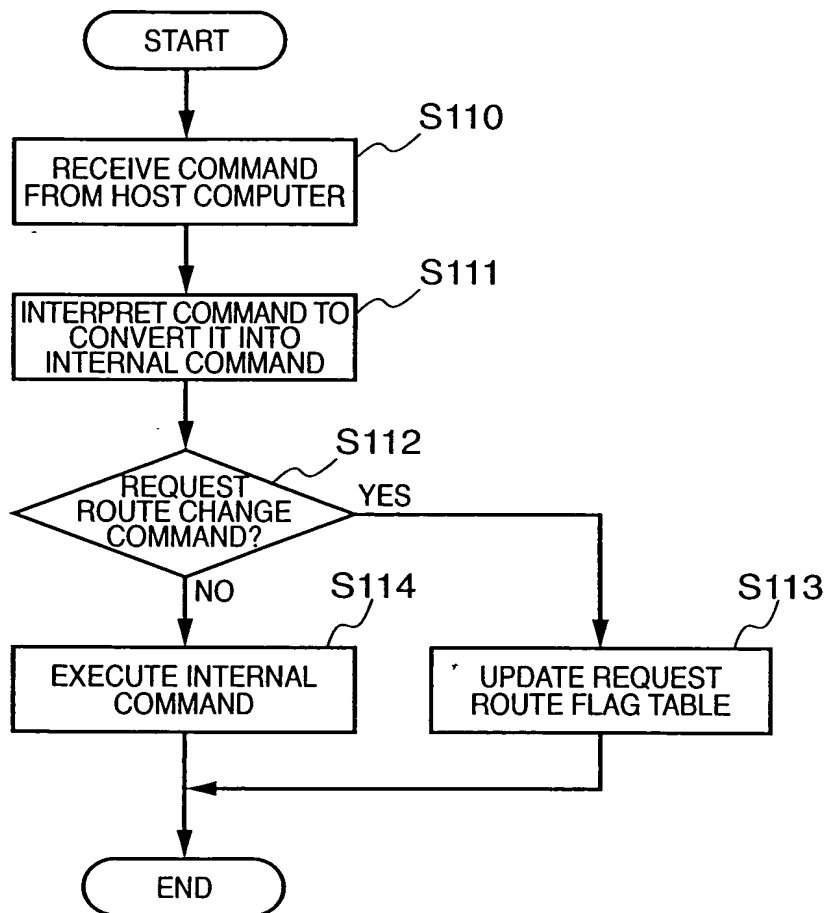 START
S110
RECEIVE COMMAND
FROM HOST COMPUTER
S111
INTERPRET COMMAND TO
CONVERT IT INTO
INTERNAL COMMAND
S112
REQUEST
ROUTE CHANGE
COMMAND?
YES
NO
S114
EXECUTE INTERNAL
COMMAND
S113
UPDATE REQUEST
ROUTE FLAG TABLE
END